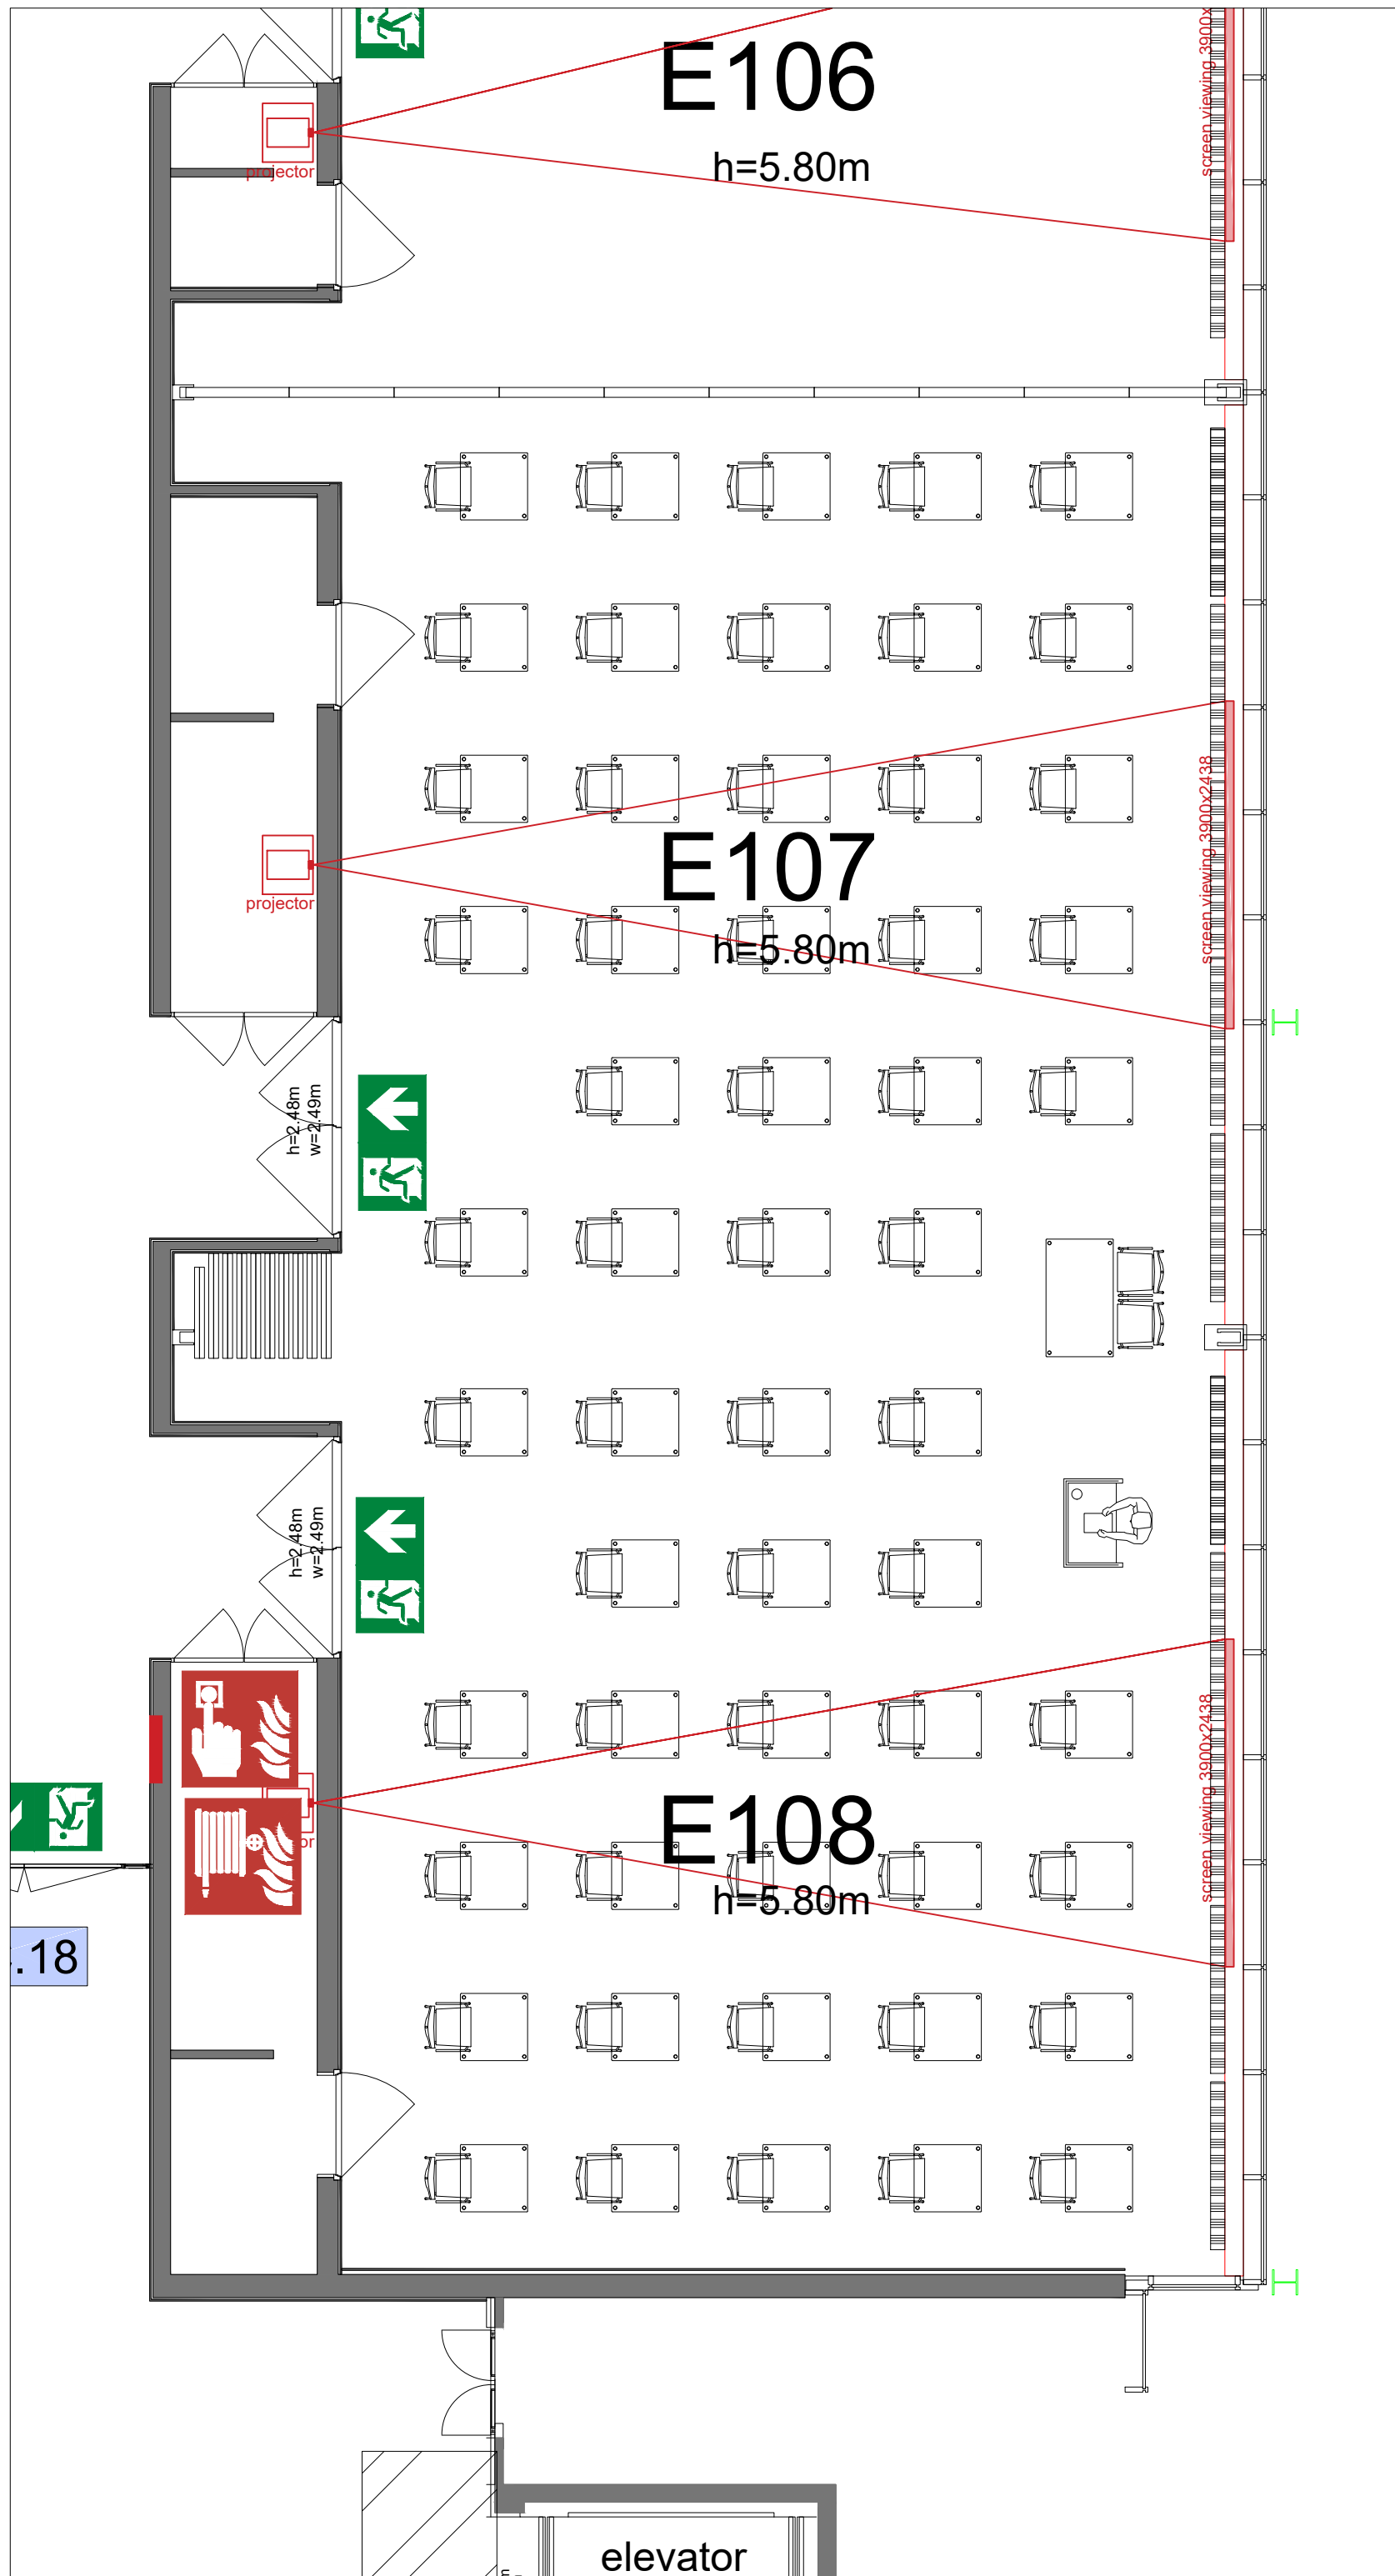 E106
h=5.80m
screen viewing 3900x
projector
screen viewing 3900x2438
E107
h=5.80m
projector
h=2.48m
w=2.49m
h=2.48m
w=2.49m
screen viewing 3900x2438
E108
h=5.80m
.18
elevator